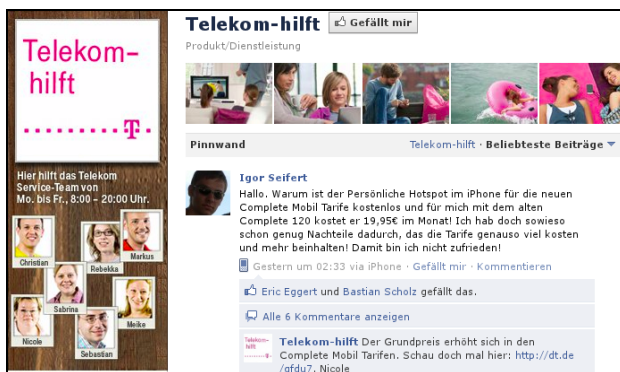 Telekom-
hilft
T
Hier hilft das Telekom
Service-Team von
Mo. bis Fr., 8:00 – 20:00 Uhr.
Christian
Rebekka
Markus
Sabrina
Nicole
Sebastian
Meike
Telekom-hilft Gefällt mir
Produkt/Dienstleistung
Pinnwand Telekom-hilft · Beliebteste Beiträge
Igor Seifert
Hallo. Warum ist der Persönliche Hotspot im iPhone für die neuen
Complete Mobil Tarife kostenlos und für mich mit dem alten
Complete 120 kostet er 19,95€ im Monat! Ich hab doch sowieso
schon genug Nachteile dadurch, das die Tarife genauso viel kosten
und mehr beinhalten! Damit bin ich nicht zufrieden!
Gestern um 02:33 via iPhone · Gefällt mir · Kommentieren
Eric Eggert und Bastian Scholz gefällt das.
Alle 6 Kommentare anzeigen
Telekom-
hilft
Telekom-hilft Der Grundpreis erhöht sich in den
Complete Mobil Tarifen. Schau doch mal hier: http://dt.de
/gfdu7. Nicole